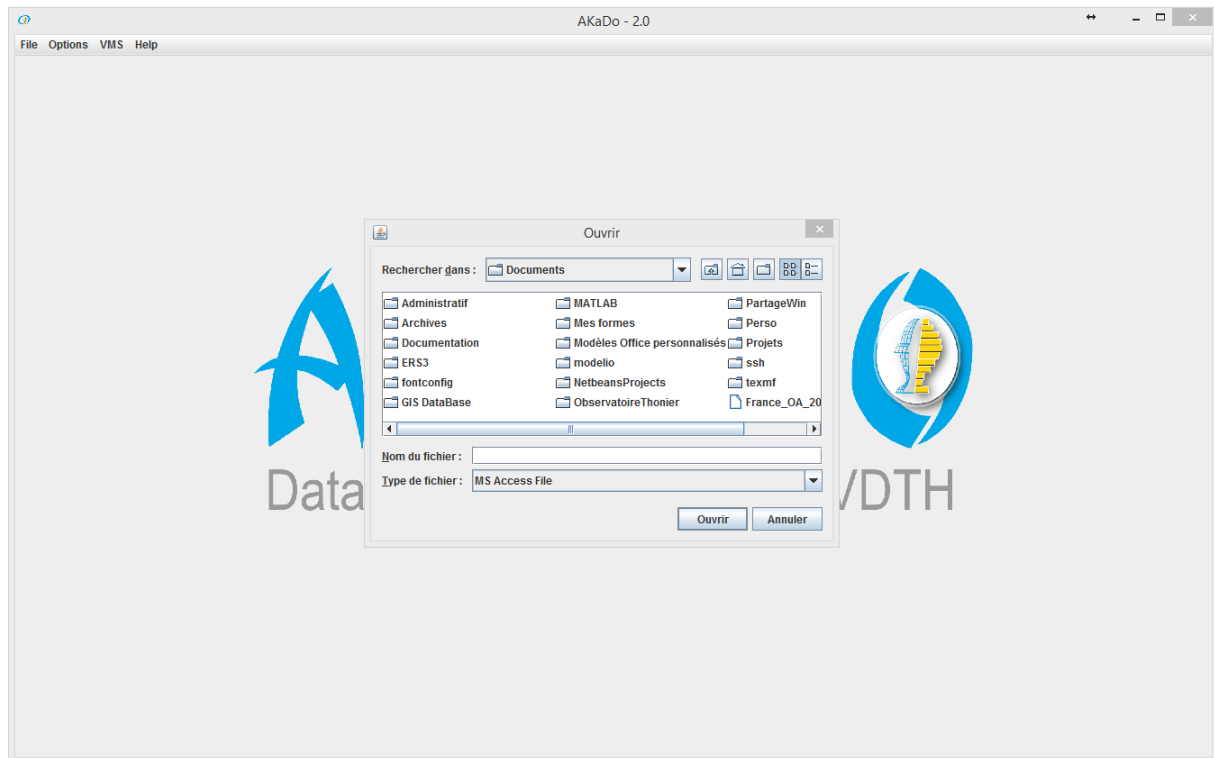 AKaDo - 2.0
File Options VMS Help
Ouvrir
Rechercher dans : Documents
Administratif MATLAB PartageWin
Archives Mes formes Perso
Documentation Modèles Office personnalisés Projets
ERS3 modelio ssh
fontconfig NetbeansProjects texmf
GIS DataBase ObservatoireThonier France_OA_20
Nom du fichier :
Type de fichier : MS Access File
Ouvrir Annuler
Data VDTH